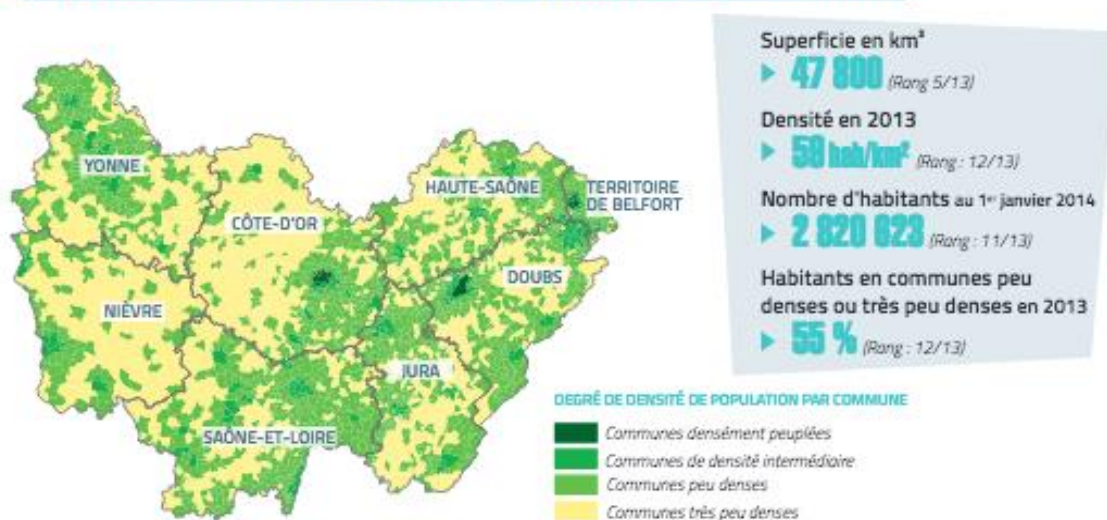 Superficie en km²
47 800 (Rang 5/13)
Densité en 2013
59 hab/km² (Rang : 12/13)
Nombre d'habitants au 1er janvier 2014
2 820 623 (Rang : 11/13)
Habitants en communes peu
denses ou très peu denses en 2013
55 % (Rang : 12/13)
YONNE
CÔTE-D'OR
HAUTE-SAÔNE
TERRITOIRE
DE BELFORT
DOUBS
NIÈVRE
JURA
SAÔNE-ET-LOIRE
DEGRÉ DE DENSITÉ DE POPULATION PAR COMMUNE
Communes densément peuplées
Communes de densité intermédiaire
Communes peu denses
Communes très peu denses